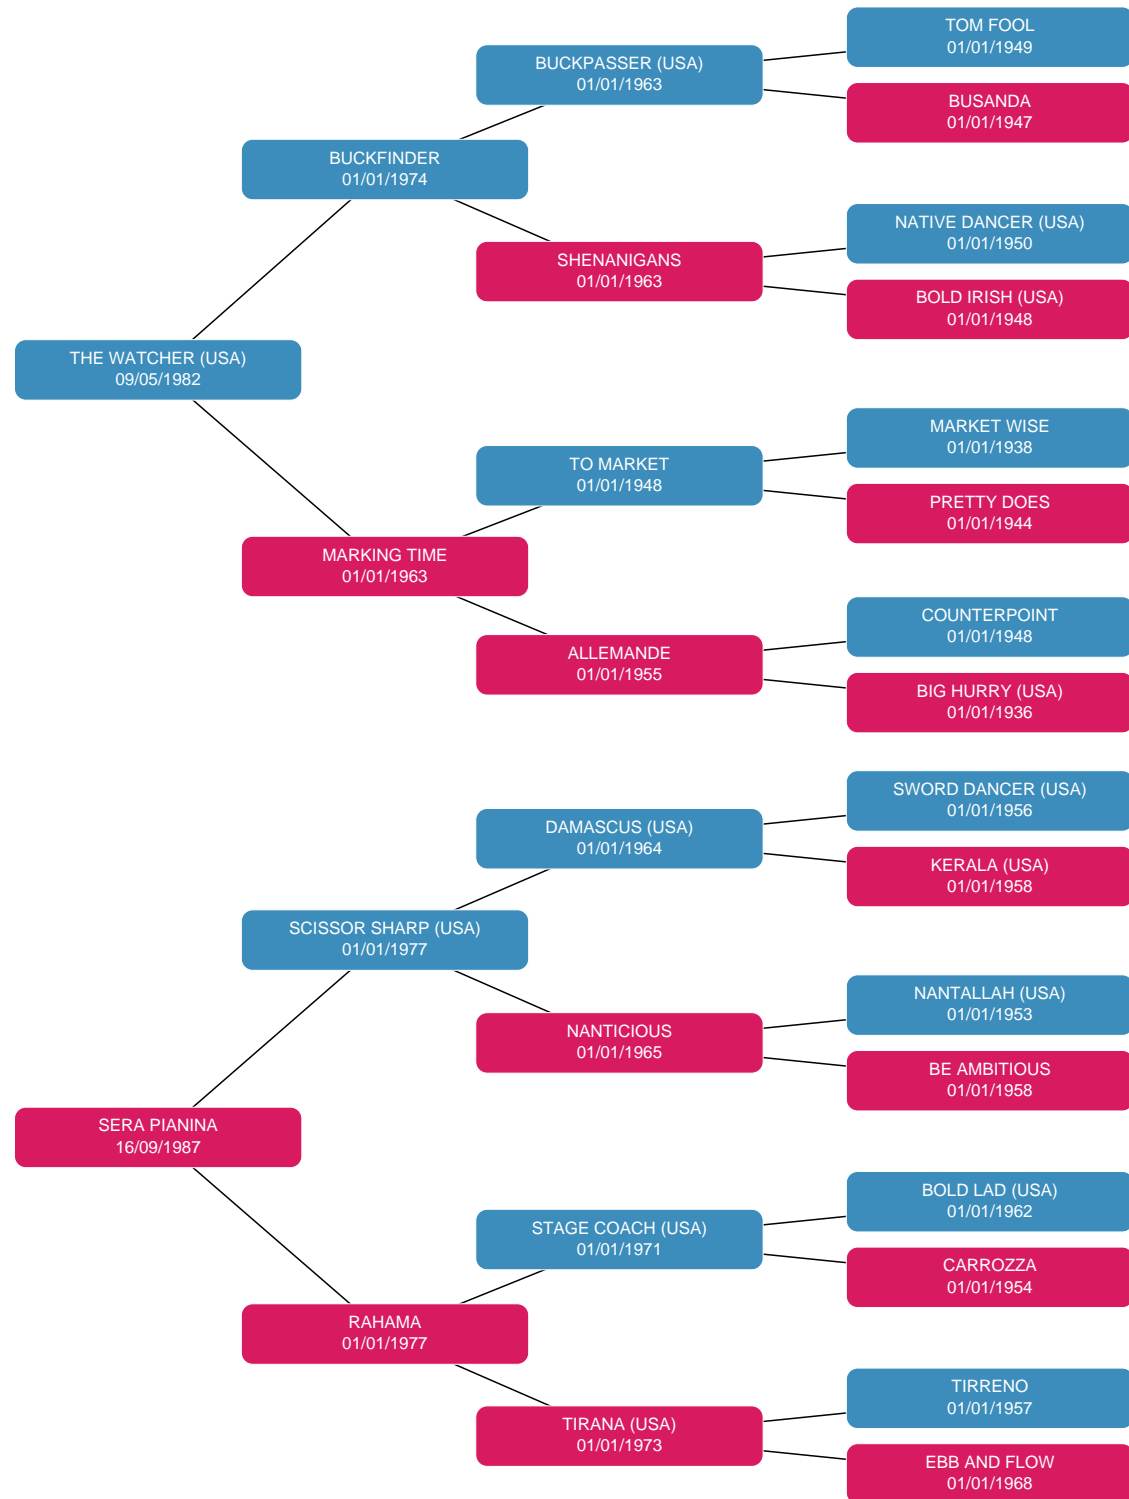 TOM FOOL
01/01/1949
BUCKPASSER (USA)
01/01/1963
BUSANDA
01/01/1947
BUCKFINDER
01/01/1974
NATIVE DANCER (USA)
01/01/1950
SHENANIGANS
01/01/1963
BOLD IRISH (USA)
01/01/1948
THE WATCHER (USA)
09/05/1982
MARKET WISE
01/01/1938
TO MARKET
01/01/1948
PRETTY DOES
01/01/1944
MARKING TIME
01/01/1963
COUNTERPOINT
01/01/1948
ALLEMANDE
01/01/1955
BIG HURRY (USA)
01/01/1936
SWORD DANCER (USA)
01/01/1956
DAMASCUS (USA)
01/01/1964
KERALA (USA)
01/01/1958
SCISSOR SHARP (USA)
01/01/1977
NANTALLAH (USA)
01/01/1953
NANTICIOUS
01/01/1965
BE AMBITIOUS
01/01/1958
SERA PIANINA
16/09/1987
BOLD LAD (USA)
01/01/1962
STAGE COACH (USA)
01/01/1971
CARROZZA
01/01/1954
RAHAMA
01/01/1977
TIRRENO
01/01/1957
TIRANA (USA)
01/01/1973
EBB AND FLOW
01/01/1968